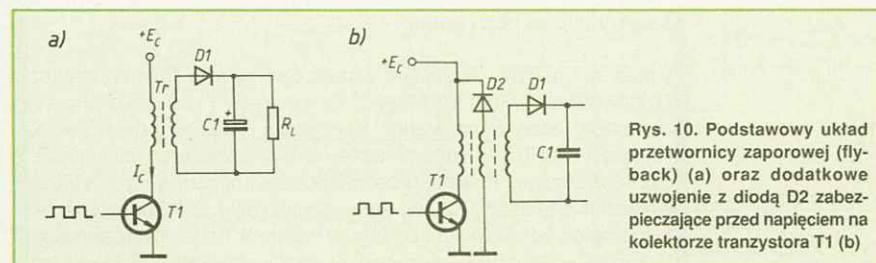 a)
+E_C
Tr
D1
+
C1
R_L
I_C
T1
b)
+E_C
D2
D1
C1
T1
Rys. 10. Podstawowy układ
przetwornicy zaporowej (fly-
back) (a) oraz dodatkowe
uzwojenie z diodą D2 zabez-
pieczające przed napięciem na
kolektorze tranzystora T1 (b)